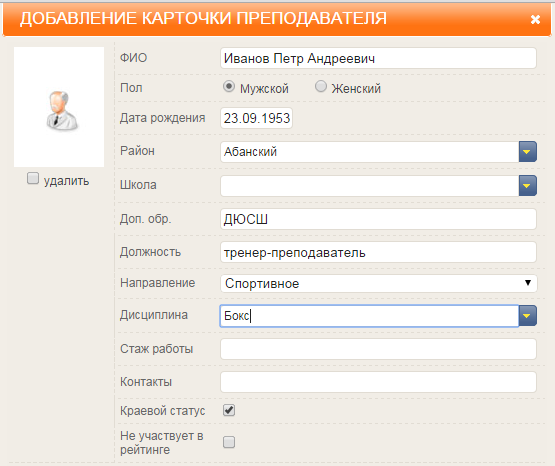 ДОБАВЛЕНИЕ КАРТОЧКИ ПРЕПОДАВАТЕЛЯ
ФИО Иванов Петр Андреевич
Пол Мужской Женский
Дата рождения 23.09.1953
Район Абанский
удалить
Школа
Доп. обр. ДЮСШ
Должность тренер-преподаватель
Направление Спортивное
Дисциплина Бокс
Стаж работы
Контакты
Краевой статус
Не участвует в
рейтинге